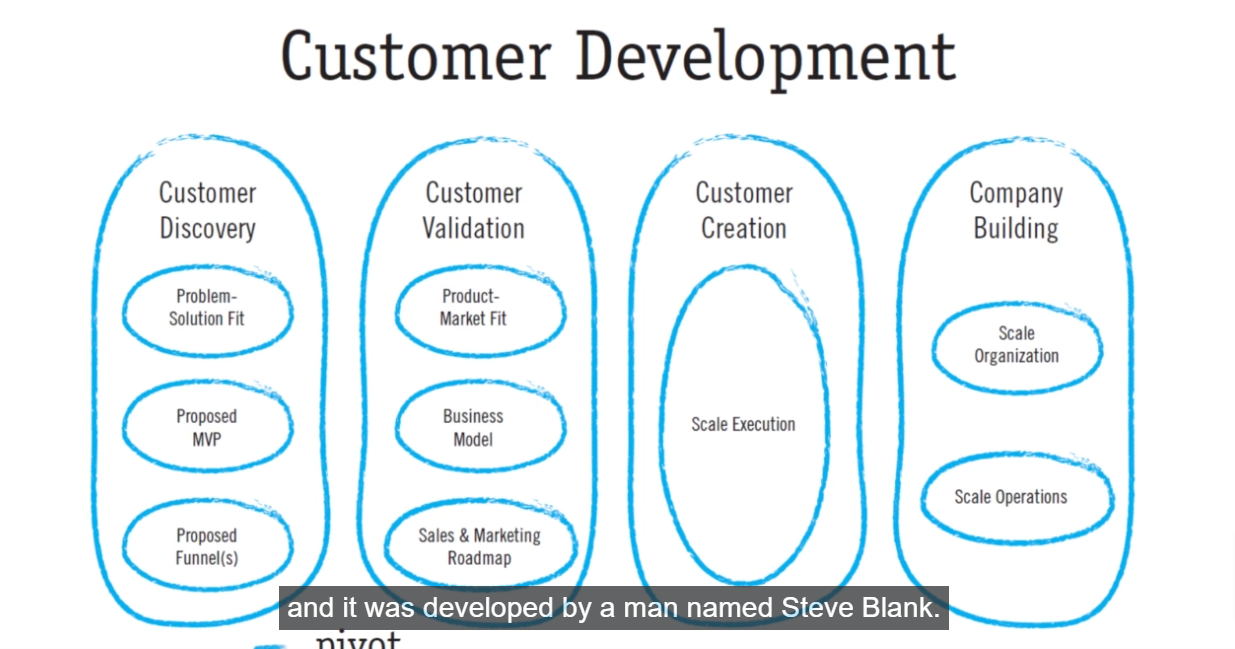 Customer Development
Customer
Discovery
Problem-
Solution Fit
Proposed
MVP
Proposed
Funnel(s)
Customer
Validation
Product-
Market Fit
Business
Model
Sales & Marketing
Roadmap
Customer
Creation
Scale Execution
Company
Building
Scale
Organization
Scale Operations
and it was developed by a man named Steve Blank.
pivot